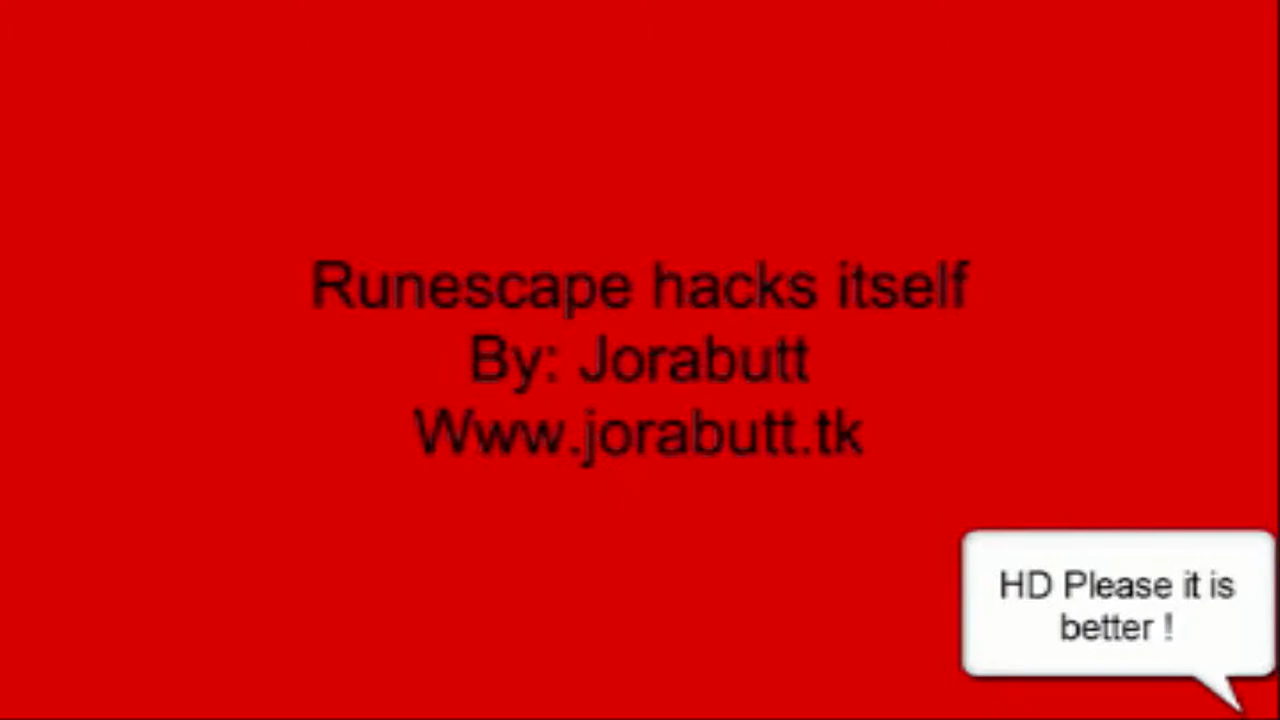 Runescape hacks itself
By: Jorabutt
Www.jorabutt.tk
HD Please it is
better !